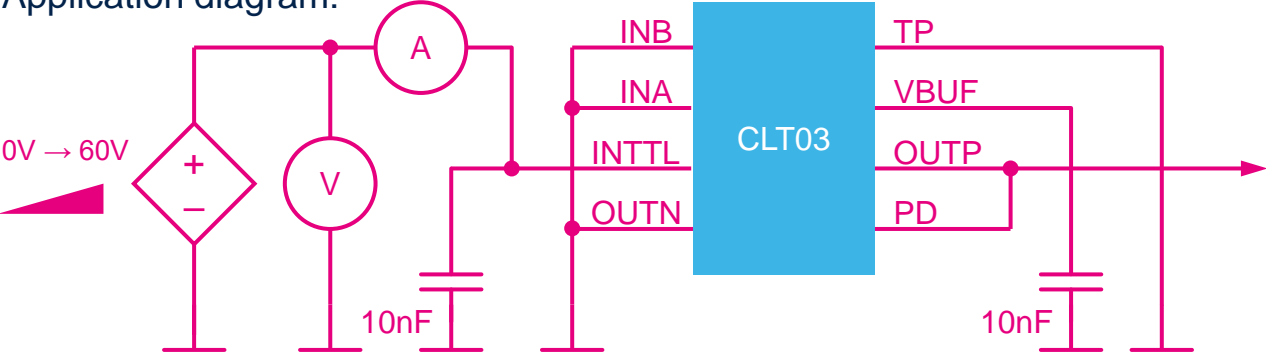 Application diagram:
A
INB
TP
INA
VBUF
CLT03
0V → 60V
+
V
INTTL
OUTP
–
OUTN
PD
10nF
10nF